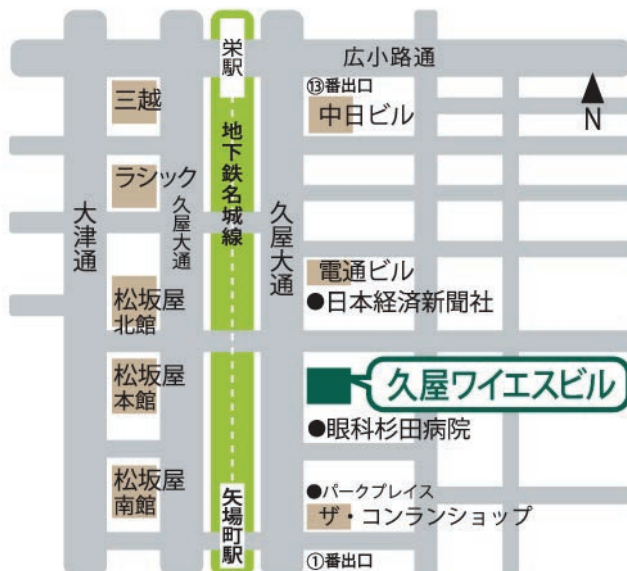 栄駅
広小路通
⑬番出口
三越
中日ビル
N
地下鉄名城線
ラシック
大津通
久屋大通
久屋大通
電通ビル
●日本経済新聞社
松坂屋
北館
松坂屋
本館
久屋ワイエスビル
●眼科杉田病院
松坂屋
南館
●パークプレイス
ザ・コンランショップ
矢場町駅
①番出口